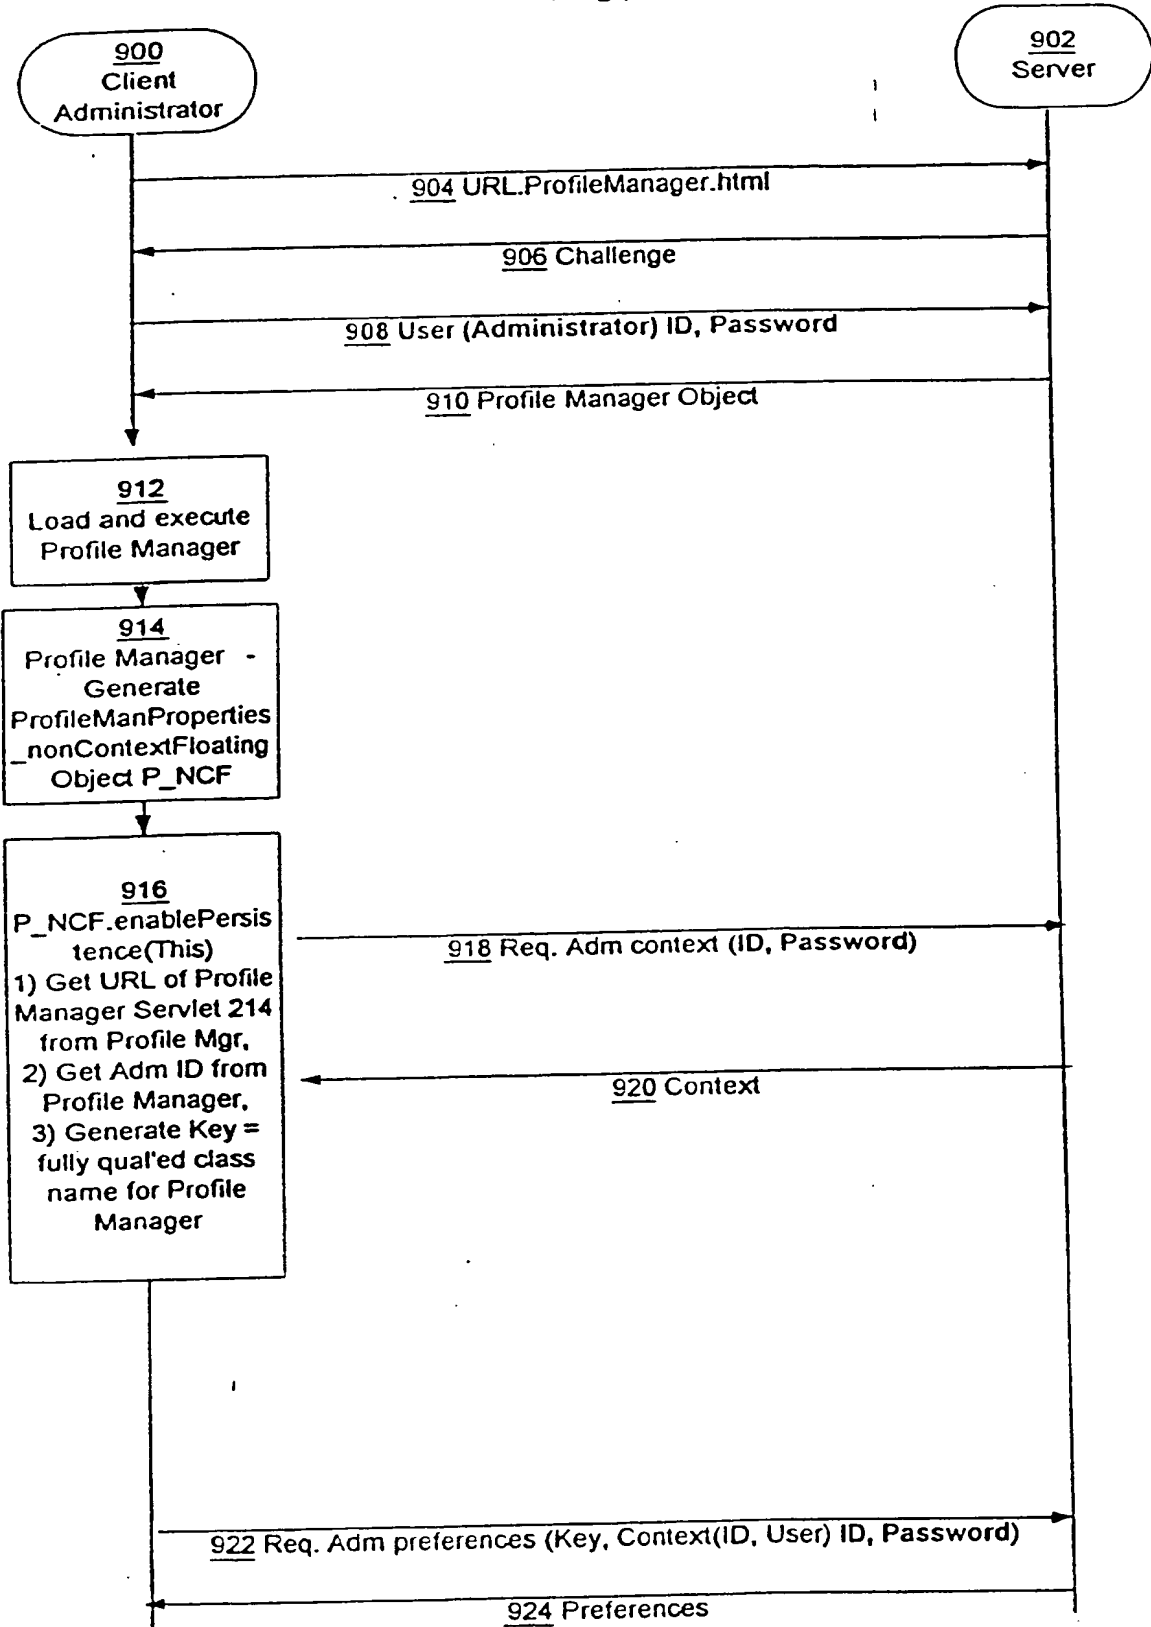 900
Client
Administrator
902
Server
904 URL.ProfileManager.html
906 Challenge
908 User (Administrator) ID, Password
910 Profile Manager Object
912
Load and execute
Profile Manager
914
Profile Manager -
Generate
ProfileManProperties
_nonContextFloating
Object P_NCF
916
P_NCF.enablePersis
tence(This)
1) Get URL of Profile
Manager Servlet 214
from Profile Mgr,
2) Get Adm ID from
Profile Manager,
3) Generate Key =
fully qual'ed class
name for Profile
Manager
918 Req. Adm context (ID, Password)
920 Context
922 Req. Adm preferences (Key, Context(ID, User) ID, Password)
924 Preferences